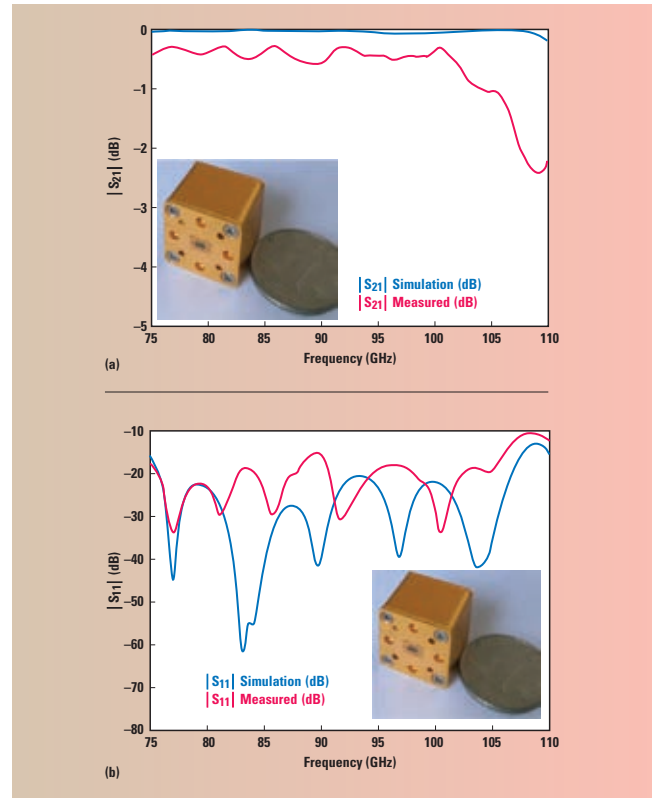 0
–1
–2
–3
–4
–5
|S21| (dB)
|S21| Simulation (dB)
|S21| Measured (dB)
75 80 85 90 95 100 105 110
Frequency (GHz)
(a)
–10
–20
–30
–40
–50
–60
–70
–80
|S11| (dB)
|S11| Simulation (dB)
|S11| Measured (dB)
75 80 85 90 95 100 105 110
Frequency (GHz)
(b)